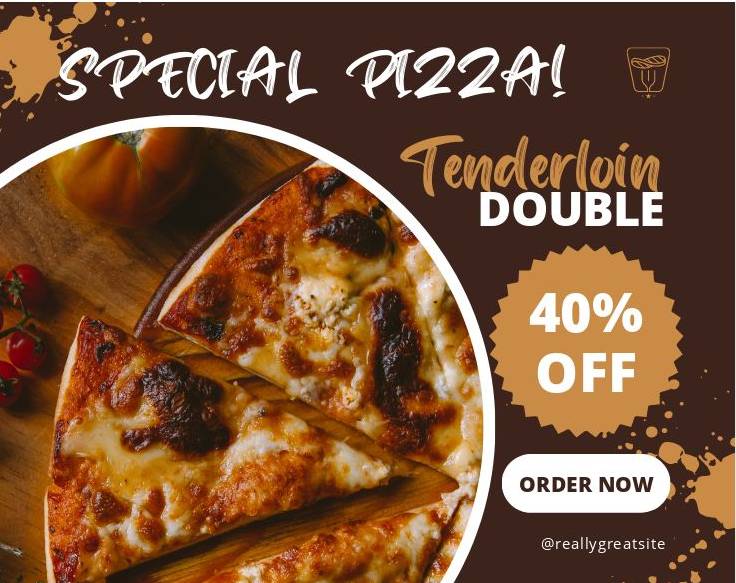 SPECIAL PIZZA!
Tenderloin
DOUBLE
40%
OFF
ORDER NOW
@reallygreatsite